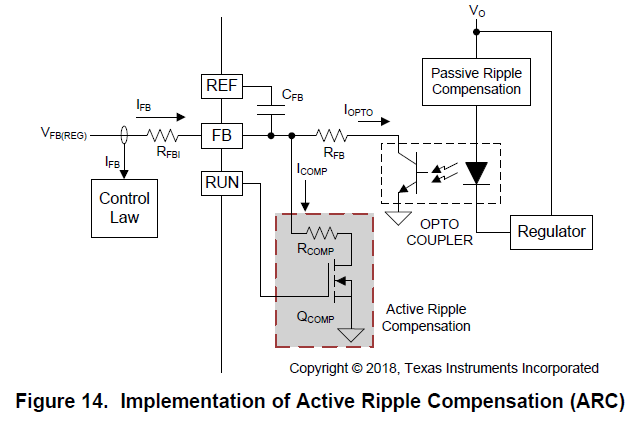 VO
Passive Ripple
Compensation
REF
CFB
IFB
IOPTO
VFB(REG)
FB
RFBI
RFB
IFB
ICOMP
RUN
Control
Law
OPTO
COUPLER
Regulator
RCOMP
QCOMP
Active Ripple
Compensation
Copyright © 2018, Texas Instruments Incorporated
Figure 14. Implementation of Active Ripple Compensation (ARC)